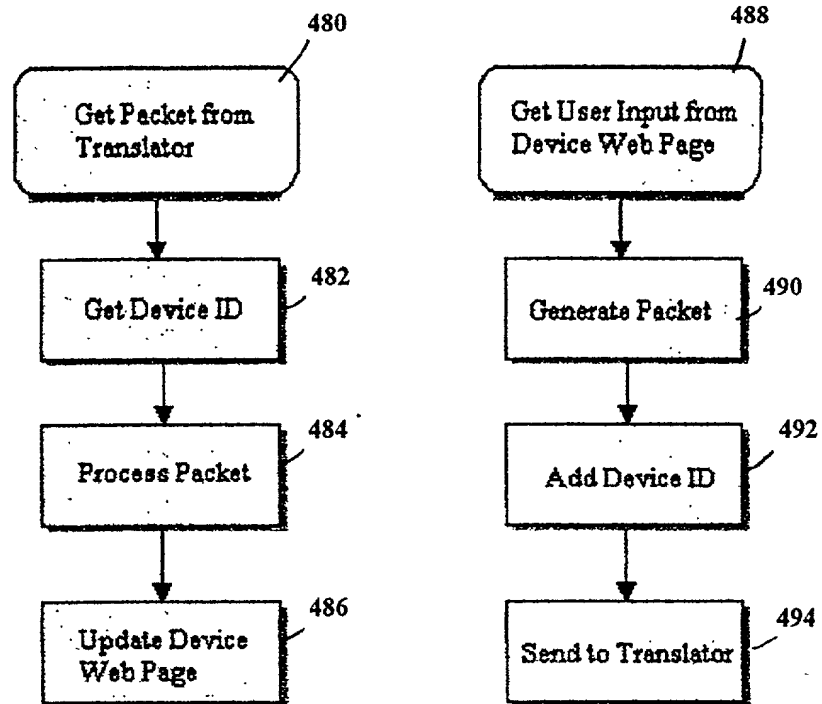 480
Get Packet from
Translator
482
Get Device ID
484
Process Packet
486
Update Device
Web Page
488
Get User Input from
Device Web Page
490
Generate Packet
492
Add Device ID
494
Send to Translator